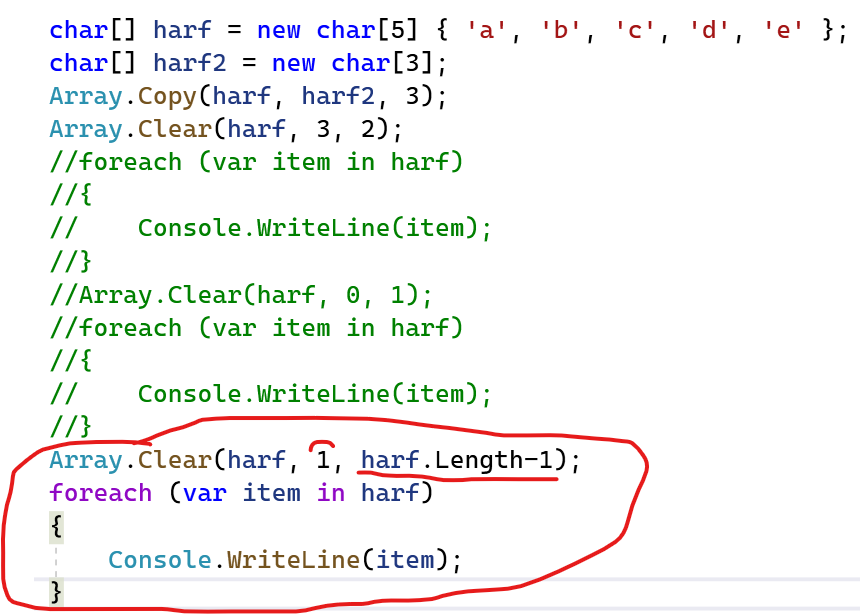 char[] harf = new char[5] { 'a', 'b', 'c', 'd', 'e' };
char[] harf2 = new char[3];
Array.Copy(harf, harf2, 3);
Array.Clear(harf, 3, 2);
//foreach (var item in harf)
//{
//    Console.WriteLine(item);
//}
//Array.Clear(harf, 0, 1);
//foreach (var item in harf)
//{
//    Console.WriteLine(item);
//}
Array.Clear(harf, 1, harf.Length-1);
foreach (var item in harf)
{
    Console.WriteLine(item);
}